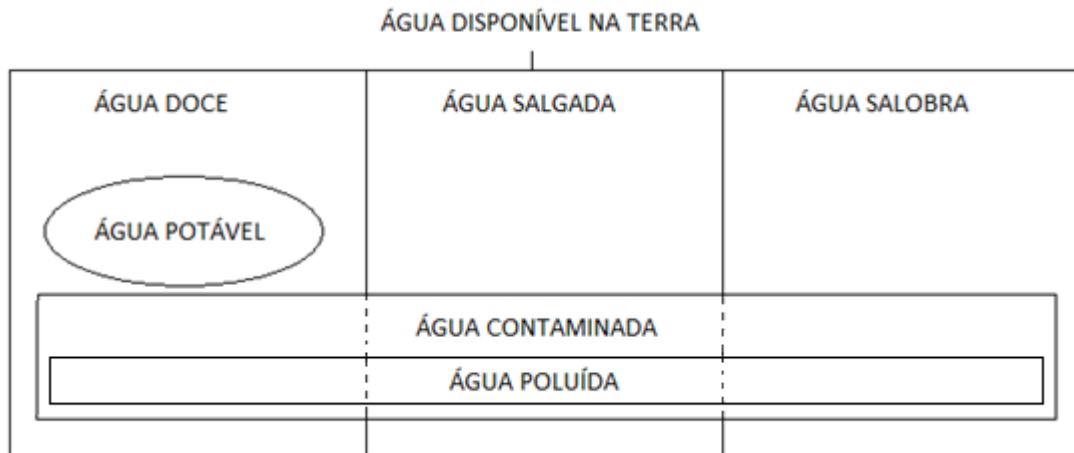 ÁGUA DISPONÍVEL NA TERRA
ÁGUA DOCE
ÁGUA SALGADA
ÁGUA SALOBRA
ÁGUA POTÁVEL
ÁGUA CONTAMINADA
ÁGUA POLUÍDA